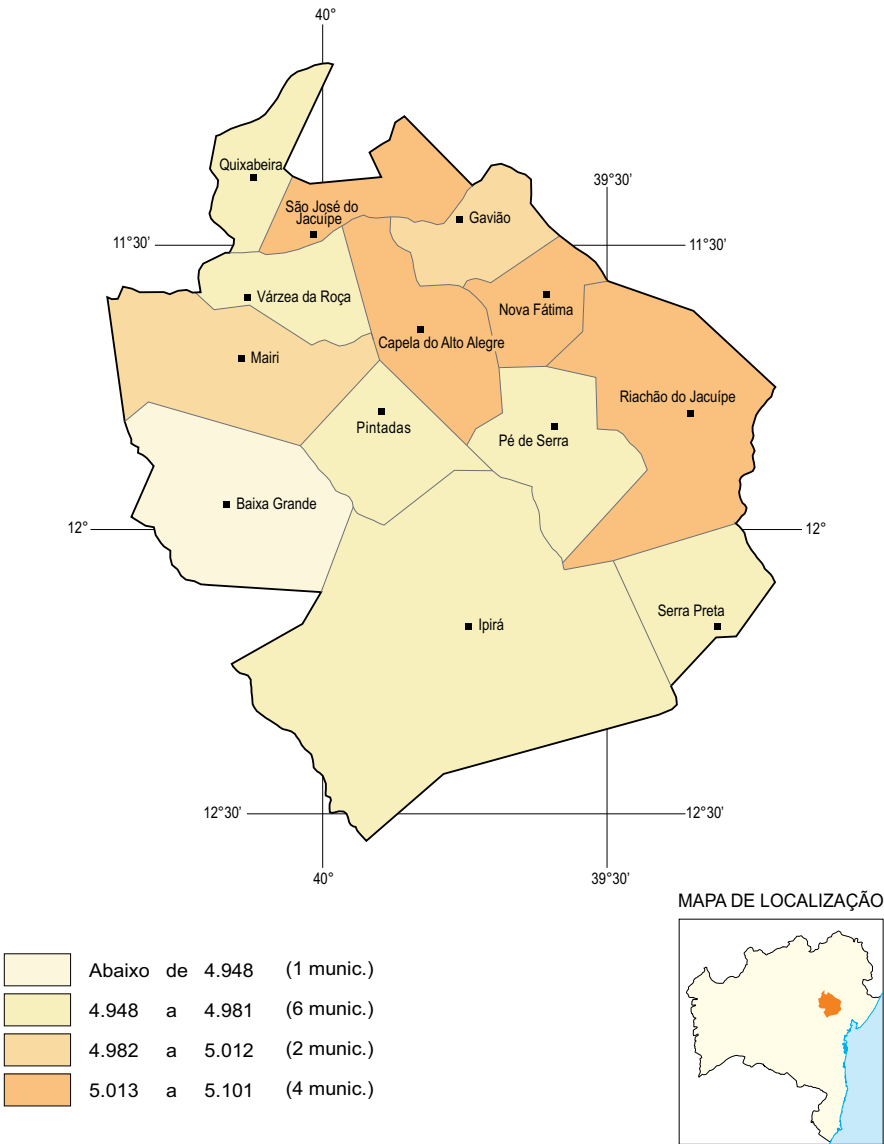 40°
Quixabeira
39°30'
São José do
Jacuípe
Gavião
11°30'
11°30'
Várzea da Roça
Nova Fátima
Capela do Alto Alegre
Mairi
Riachão do Jacuípe
Pintadas
Pé de Serra
Baixa Grande
12°
12°
Serra Preta
Ipirá
12°30'
12°30'
40°
39°30'
MAPA DE LOCALIZAÇÃO
Abaixo de 4.948 (1 munic.)
4.948 a 4.981 (6 munic.)
4.982 a 5.012 (2 munic.)
5.013 a 5.101 (4 munic.)